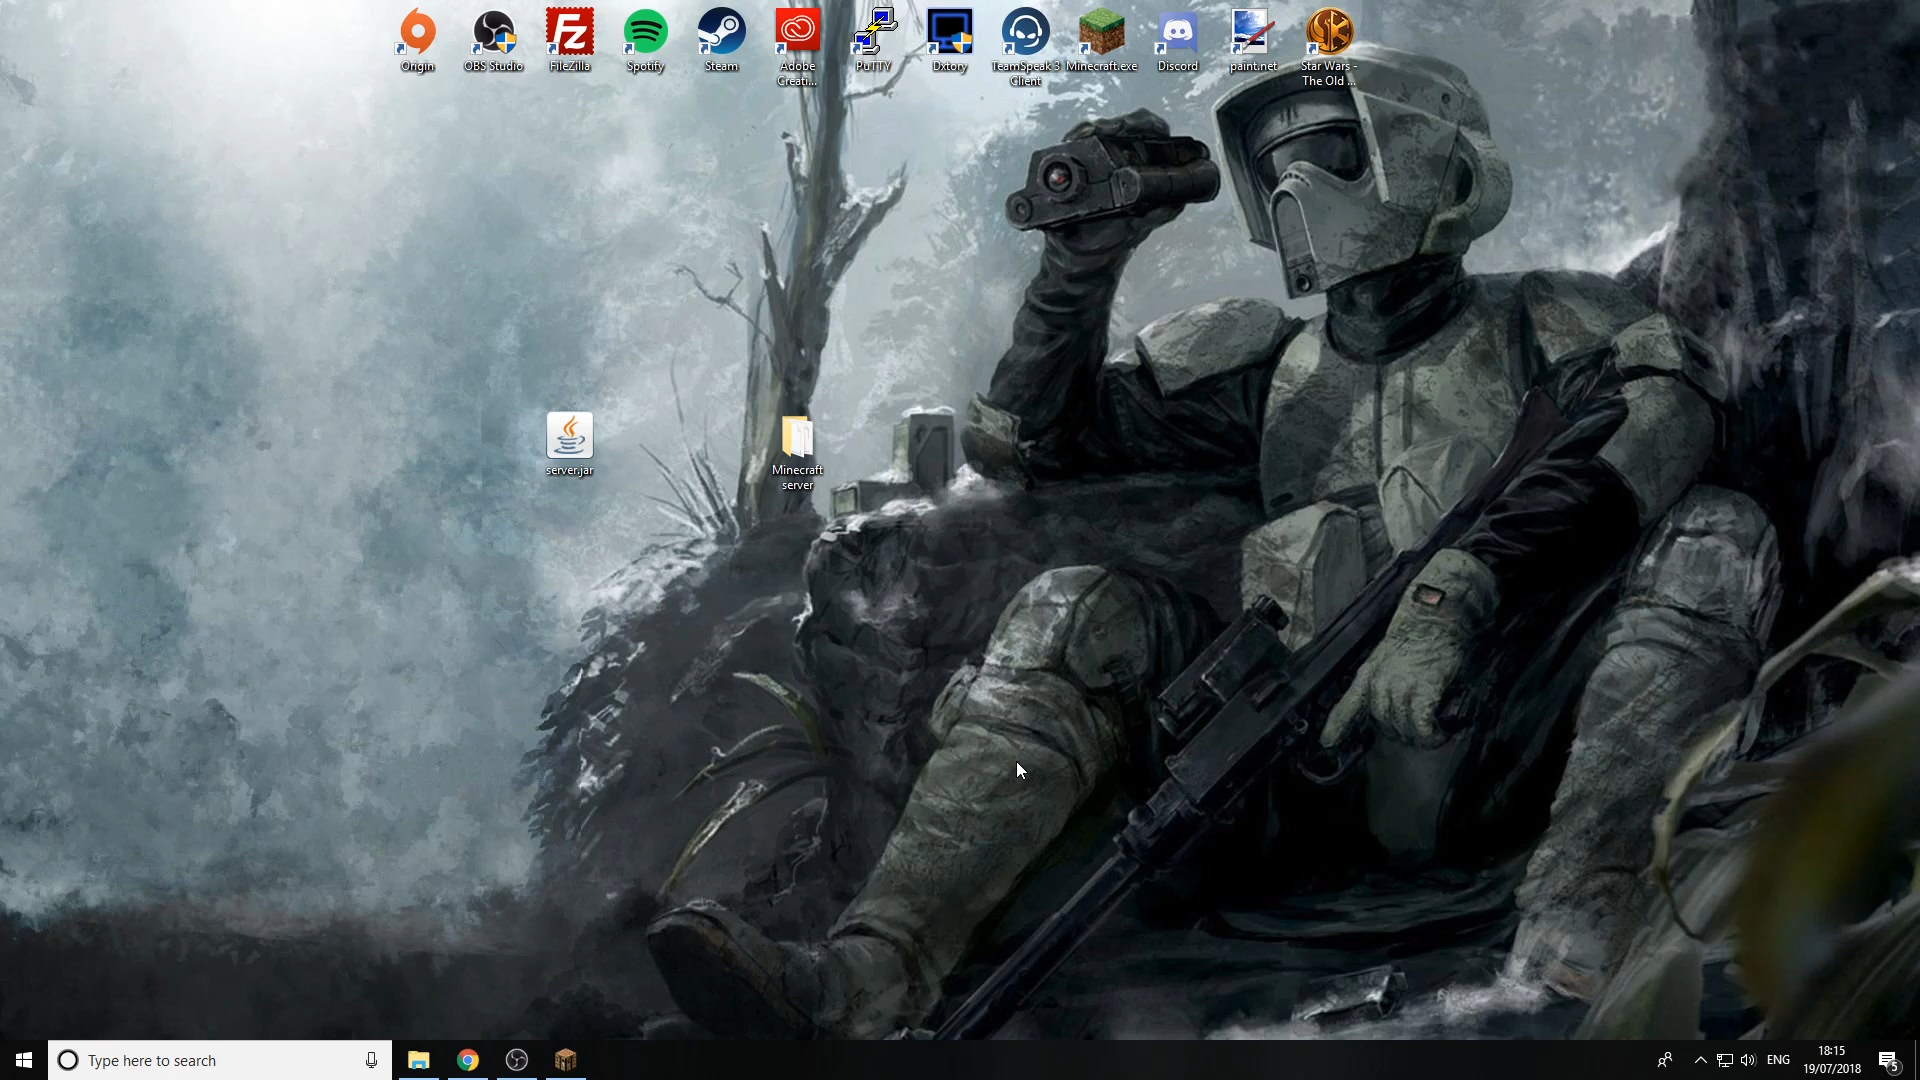 Origin
OBS Studio
FileZilla
Spotify
Steam
Adobe
Creati...
PuTTY
Dxtory
TeamSpeak 3
Client
Minecraft.exe
Discord
paint.net
Star Wars -
The Old ...
server.jar
Minecraft
server
Type here to search
ENG
18:15
19/07/2018
5